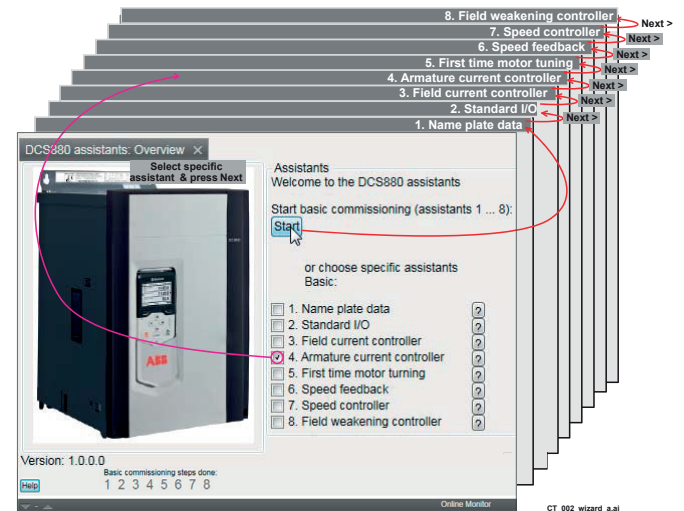 8. Field weakening controller
Next >
7. Speed controller
Next >
6. Speed feedback
Next >
5. First time motor tuning
Next >
4. Armature current controller
Next >
3. Field current controller
Next >
2. Standard I/O
Next >
1. Name plate data
DCS880 assistants: Overview ×
Select specific
assistant & press Next
Assistants
Welcome to the DCS880 assistants
Start basic commissioning (assistants 1 ... 8):
Start
or choose specific assistants
Basic:
1. Name plate data ?
2. Standard I/O ?
3. Field current controller ?
4. Armature current controller ?
5. First time motor turning ?
6. Speed feedback ?
7. Speed controller ?
8. Field weakening controller ?
ABB
Version: 1.0.0.0
Basic commissioning steps done:
Help
1 2 3 4 5 6 7 8
Online Monitor
CT_002_wizard_a.ai